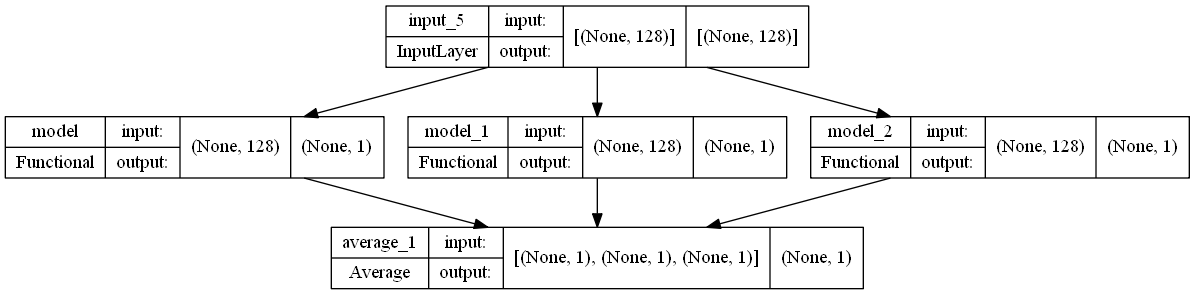 input_5 input: [(None, 128)] [(None, 128)]
InputLayer output:
model input: (None, 128) (None, 1)
Functional output:
model_1 input: (None, 128) (None, 1)
Functional output:
model_2 input: (None, 128) (None, 1)
Functional output:
average_1 input: [(None, 1), (None, 1), (None, 1)] (None, 1)
Average output: